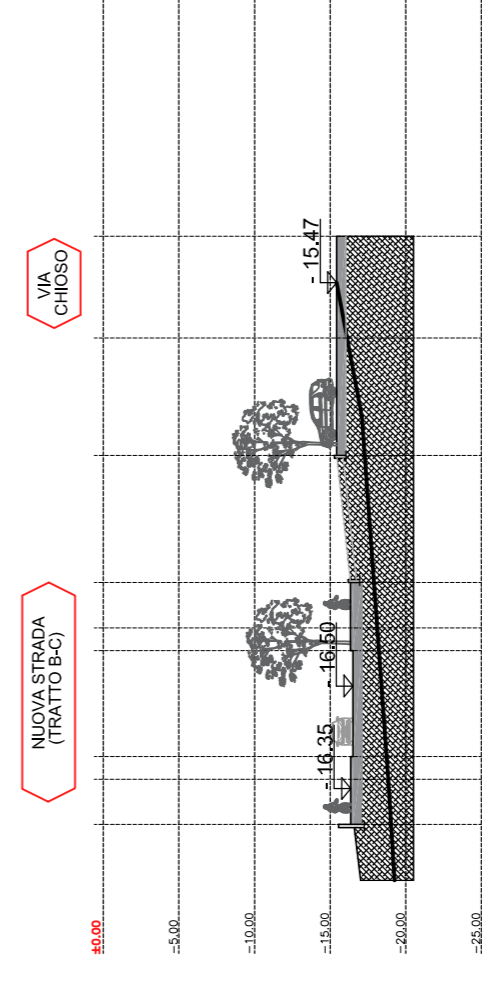 VIA
CHIOSO
- 15.47
NUOVA STRADA
(TRATTO B-C)
- 16.50
- 16.35
±0.00
-5.00
-10.00
-15.00
-20.00
-25.00